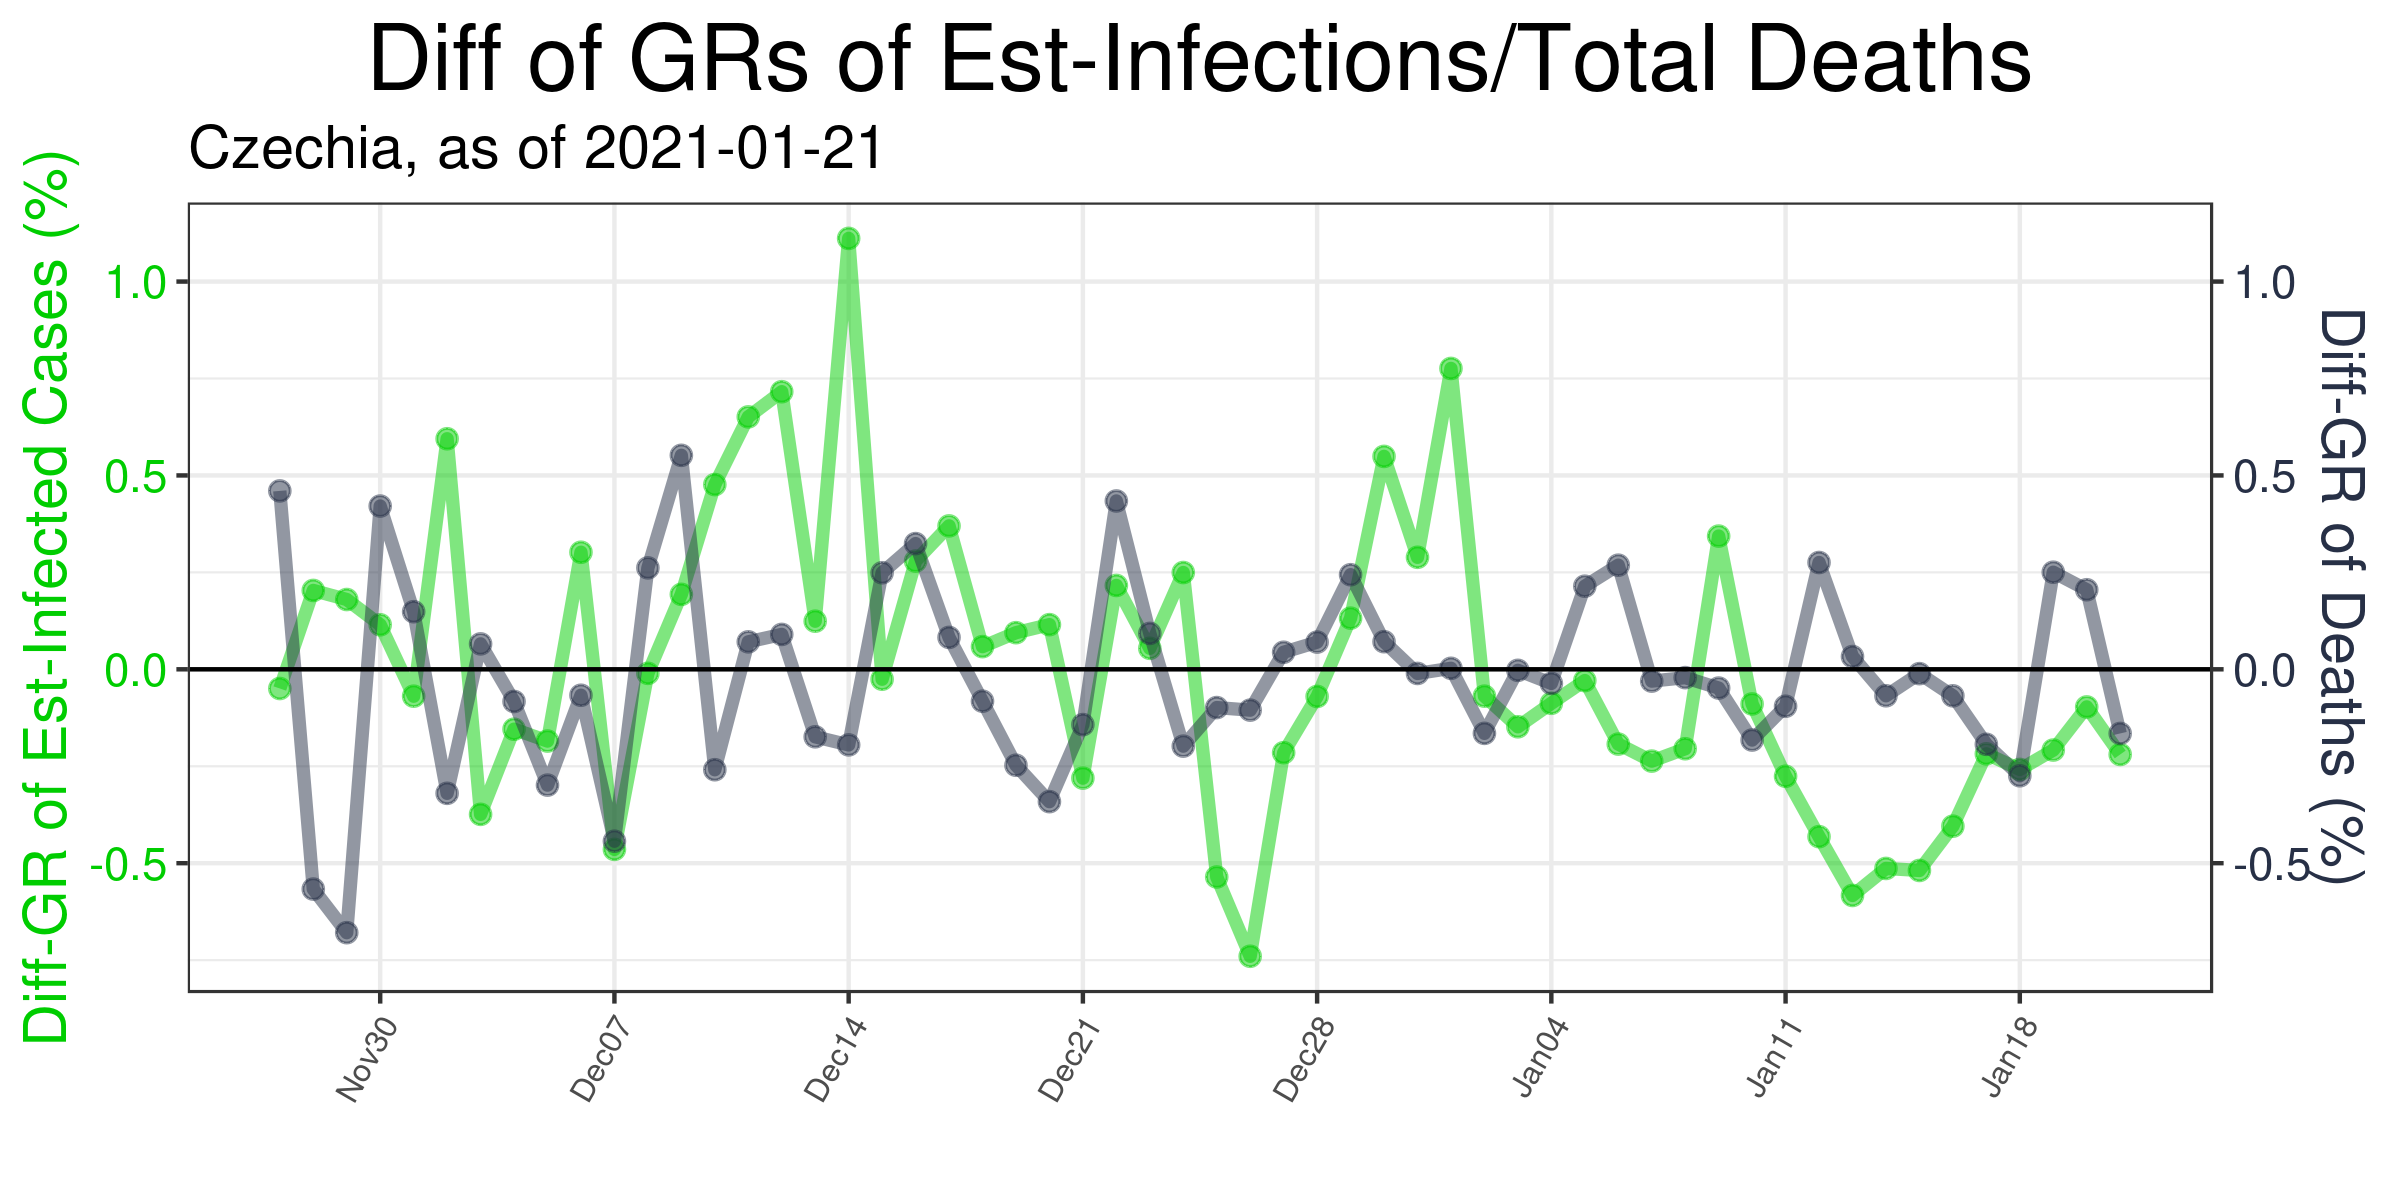 Diff of GRs of Est-Infections/Total Deaths
Czechia, as of 2021-01-21
Diff-GR of Est-Infected Cases (%)
1.0
0.5
0.0
-0.5
1.0
0.5
0.0
-0.5
Diff-GR of Deaths (%)
Nov30
Dec07
Dec14
Dec21
Dec28
Jan04
Jan11
Jan18